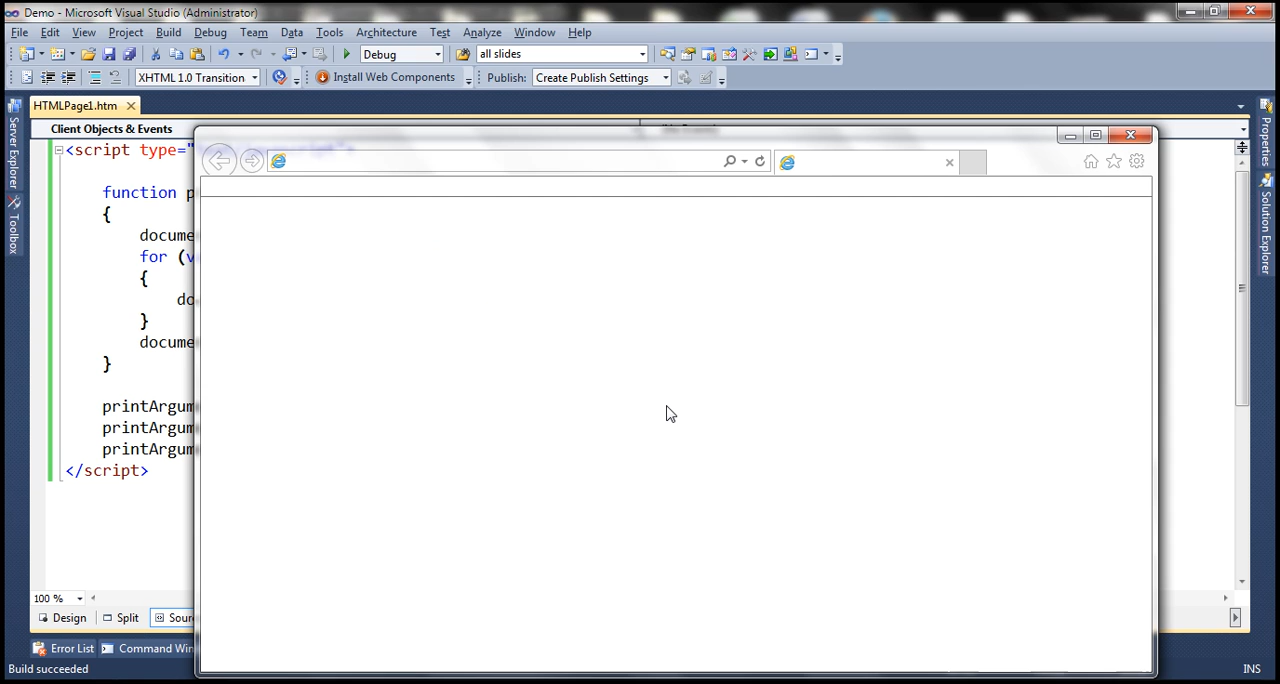 Demo - Microsoft Visual Studio (Administrator)
File Edit View Project Build Debug Team Data Tools Architecture Test Analyze Window Help
Debug all slides
XHTML 1.0 Transition Install Web Components Publish: Create Publish Settings
HTMLPage1.htm
Client Objects & Events
<script type="
function p
{
docume
for (v
{
do
}
docume
}
printArgum
printArgum
printArgum
</script>
100 %
Design Split Sour
Error List Command Win
Build succeeded INS
Server Explorer
Toolbox
Properties
Solution Explorer